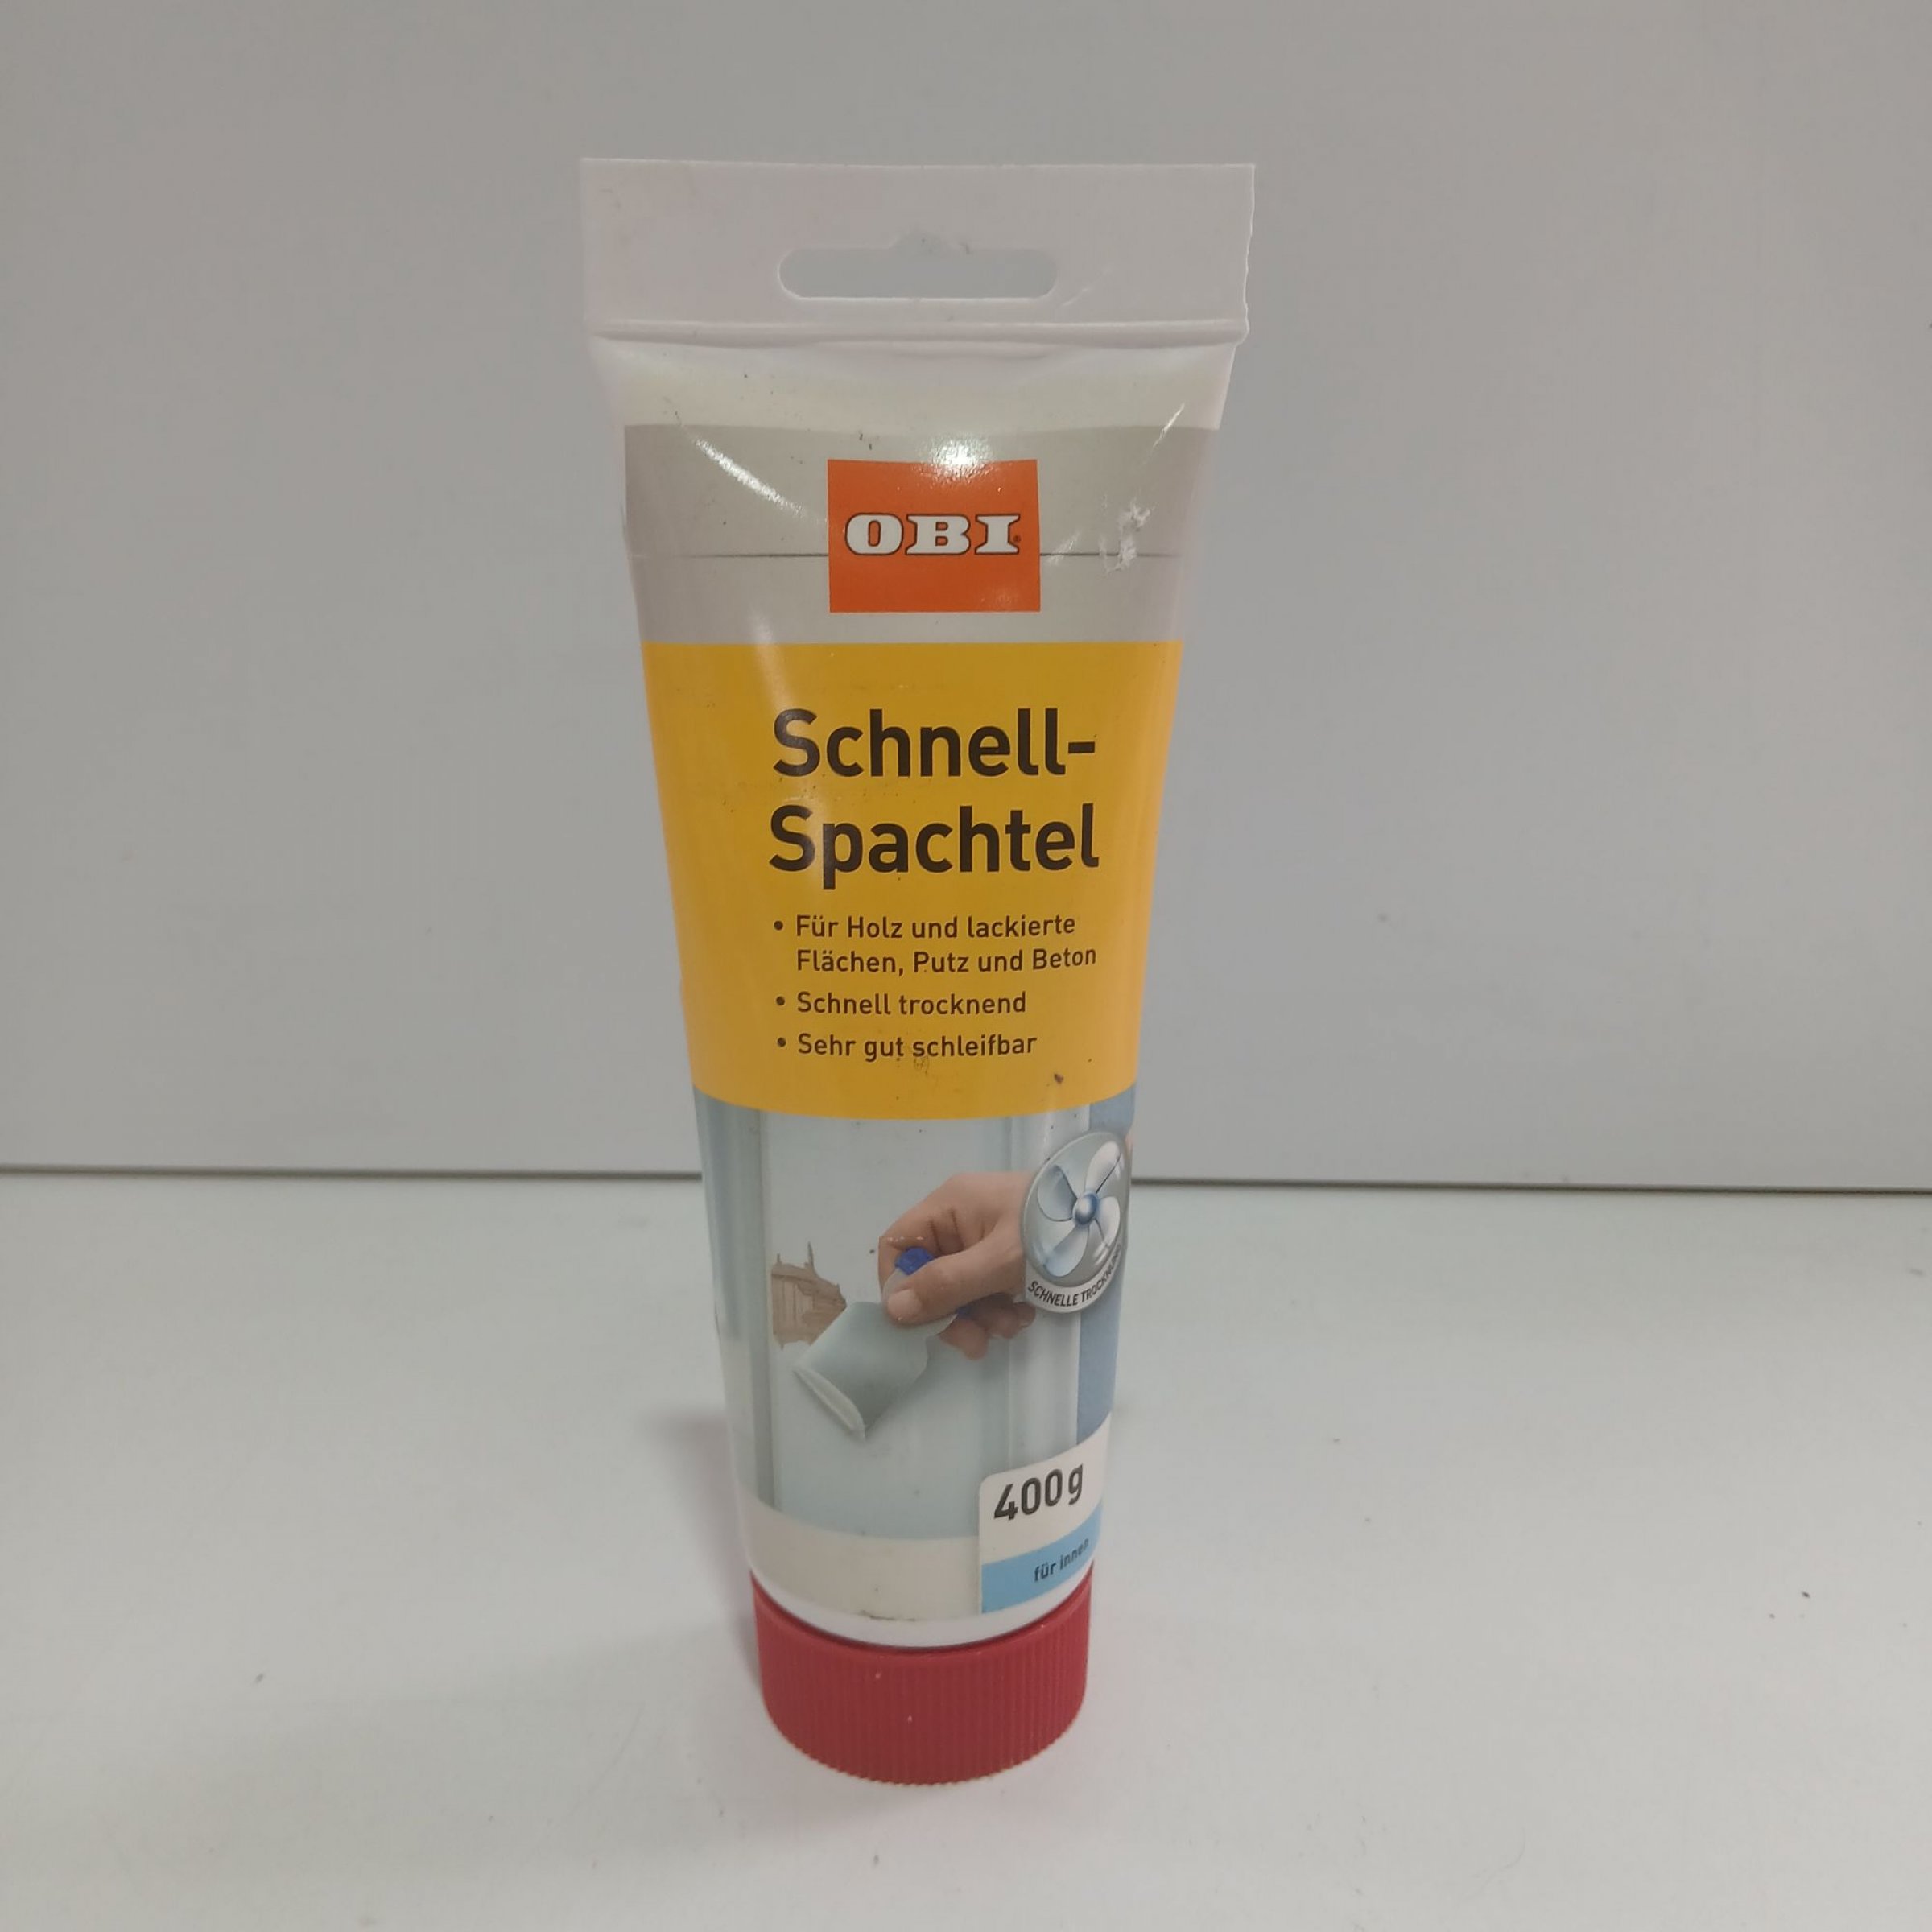 OBI
Schnell-
Spachtel
• Für Holz und lackierte
Flächen, Putz und Beton
• Schnell trocknend
• Sehr gut schleifbar
SCHNELLE
400g
für innen